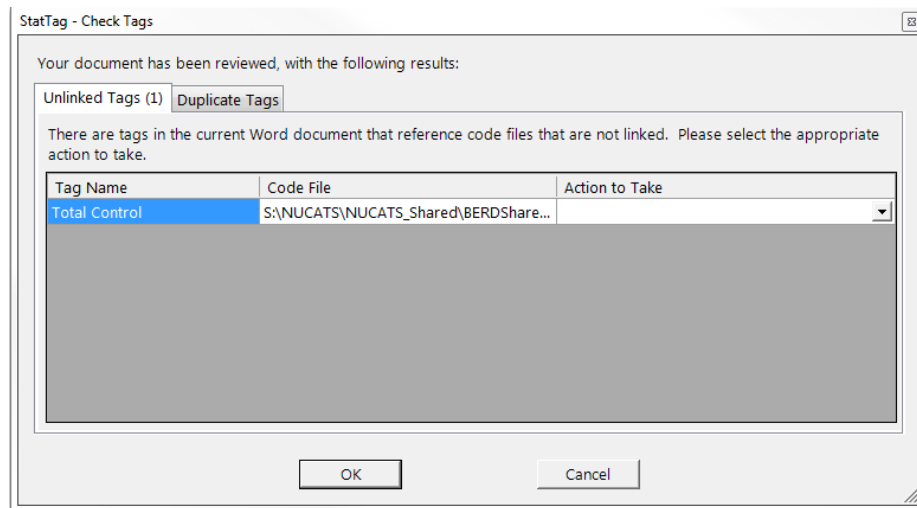 StatTag - Check Tags
Your document has been reviewed, with the following results:
Unlinked Tags (1) Duplicate Tags
There are tags in the current Word document that reference code files that are not linked. Please select the appropriate
action to take.
Tag Name Code File Action to Take
Total Control S:\NUCATS\NUCATS_Shared\BERDShare...
OK Cancel